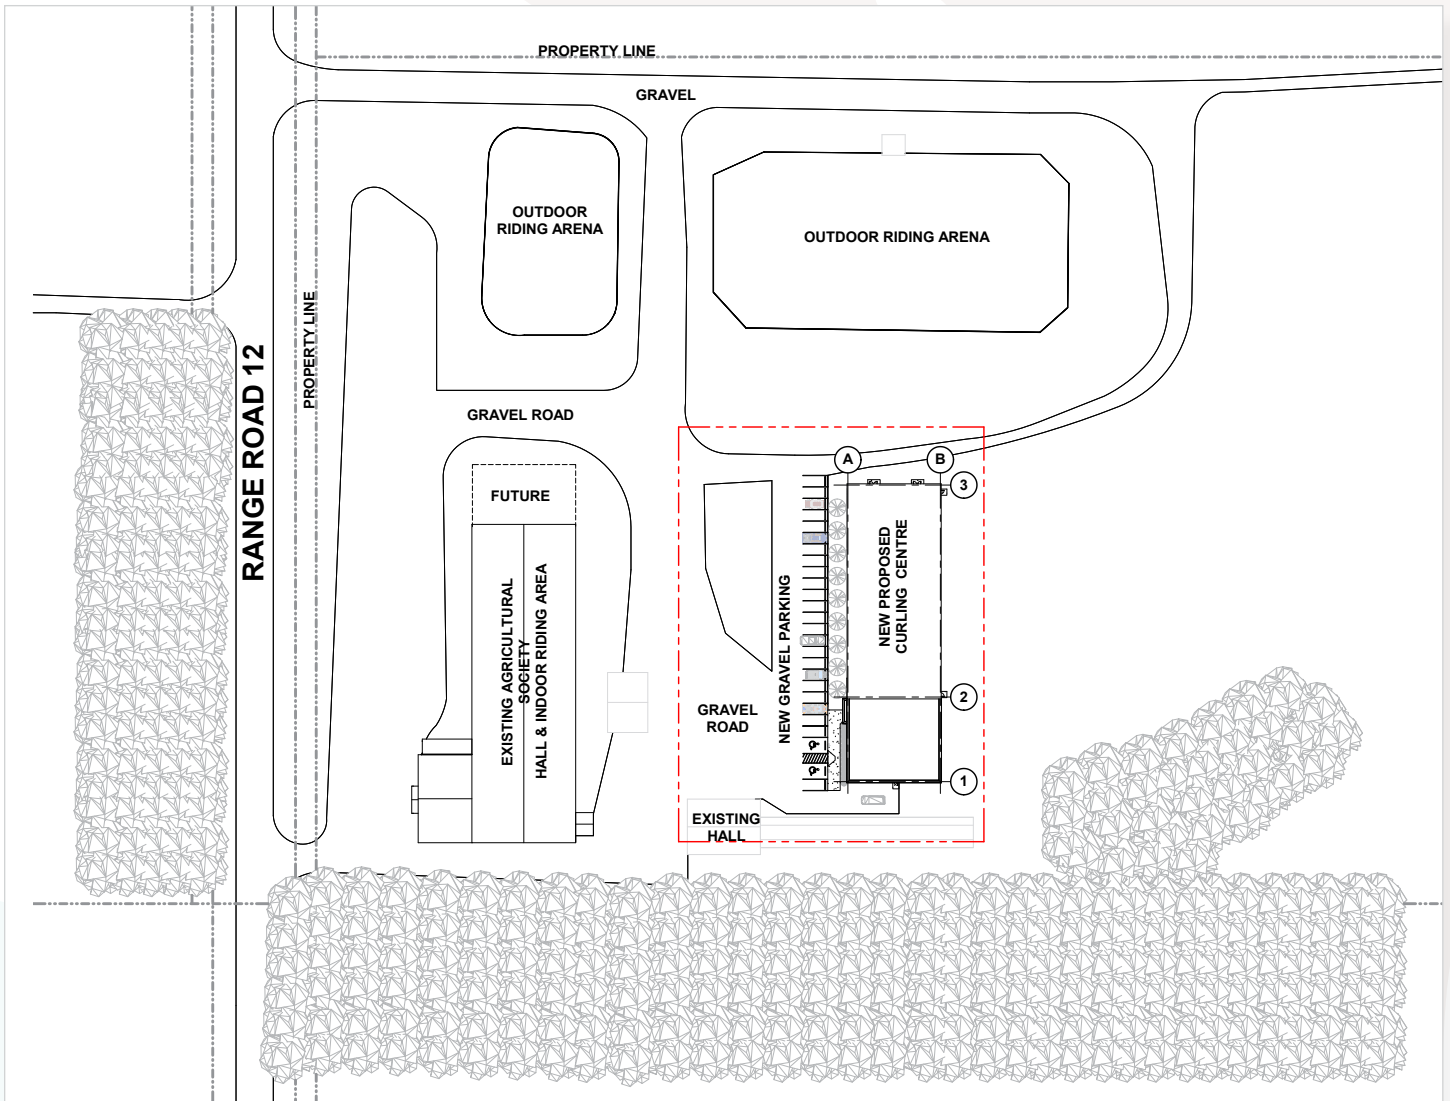 PROPERTY LINE
GRAVEL
OUTDOOR
RIDING ARENA
OUTDOOR RIDING ARENA
PROPERTY LINE
RANGE ROAD 12
GRAVEL ROAD
A
B
3
FUTURE
NEW PROPOSED
CURLING CENTRE
EXISTING AGRICULTURAL
SOCIETY
HALL & INDOOR RIDING AREA
NEW GRAVEL PARKING
2
GRAVEL
ROAD
1
EXISTING
HALL